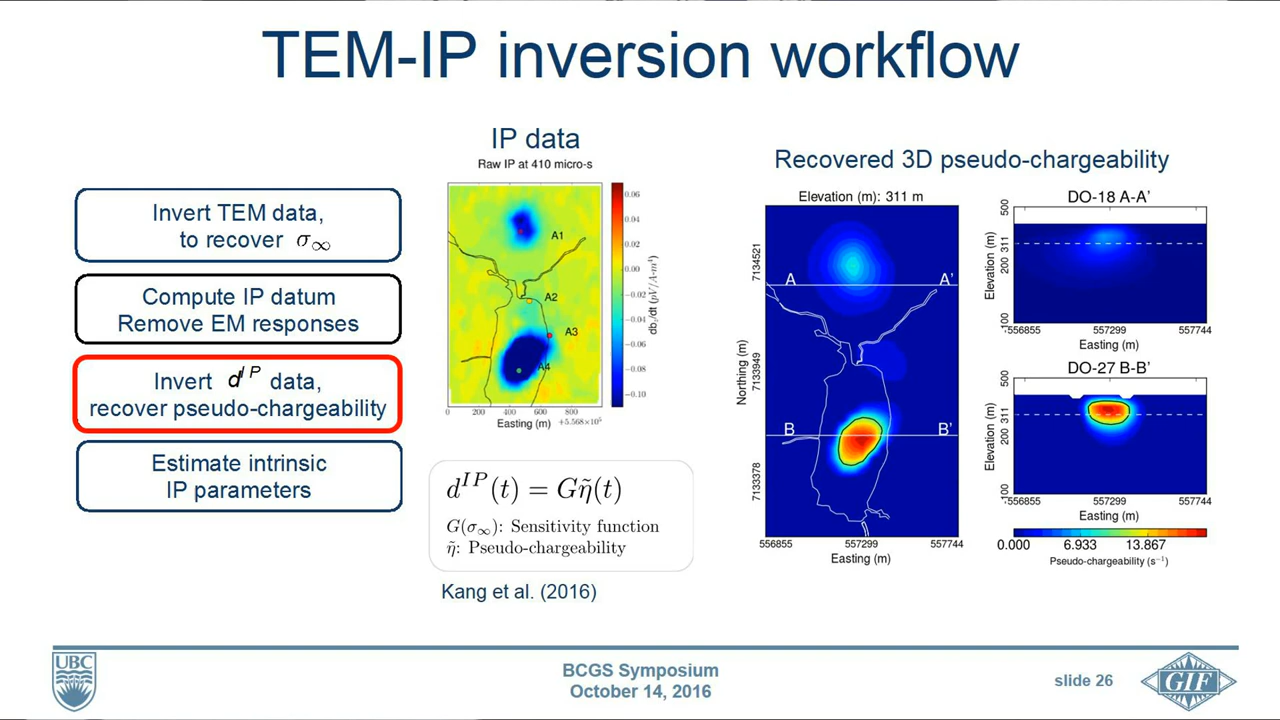 TEM-IP inversion workflow
Invert TEM data,
to recover σ∞
Compute IP datum
Remove EM responses
Invert d^IP data,
recover pseudo-chargeability
Estimate intrinsic
IP parameters
IP data
Raw IP at 410 micro-s
A1
A2
A3
A4
0 200 400 600 800
Easting (m) +5.568×10⁵
0.06
0.04
0.02
0.00
−0.02
−0.04
−0.06
−0.08
−0.10
d^IP(t) = Gη̃(t)
G(σ∞): Sensitivity function
η̃: Pseudo-chargeability
Kang et al. (2016)
Recovered 3D pseudo-chargeability
Elevation (m): 311 m
A A'
B B'
7134521
7133949
7133378
Northing (m)
556855 557299 557744
Easting (m)
DO-18 A-A'
500
311
200
-100
Elevation (m)
556855 557299 557744
Easting (m)
DO-27 B-B'
500
311
200
-100
Elevation (m)
556855 557299 557744
Easting (m)
0.000 6.933 13.867
Pseudo-chargeability (s⁻¹)
UBC
BCGS Symposium
October 14, 2016
slide 26
GIF